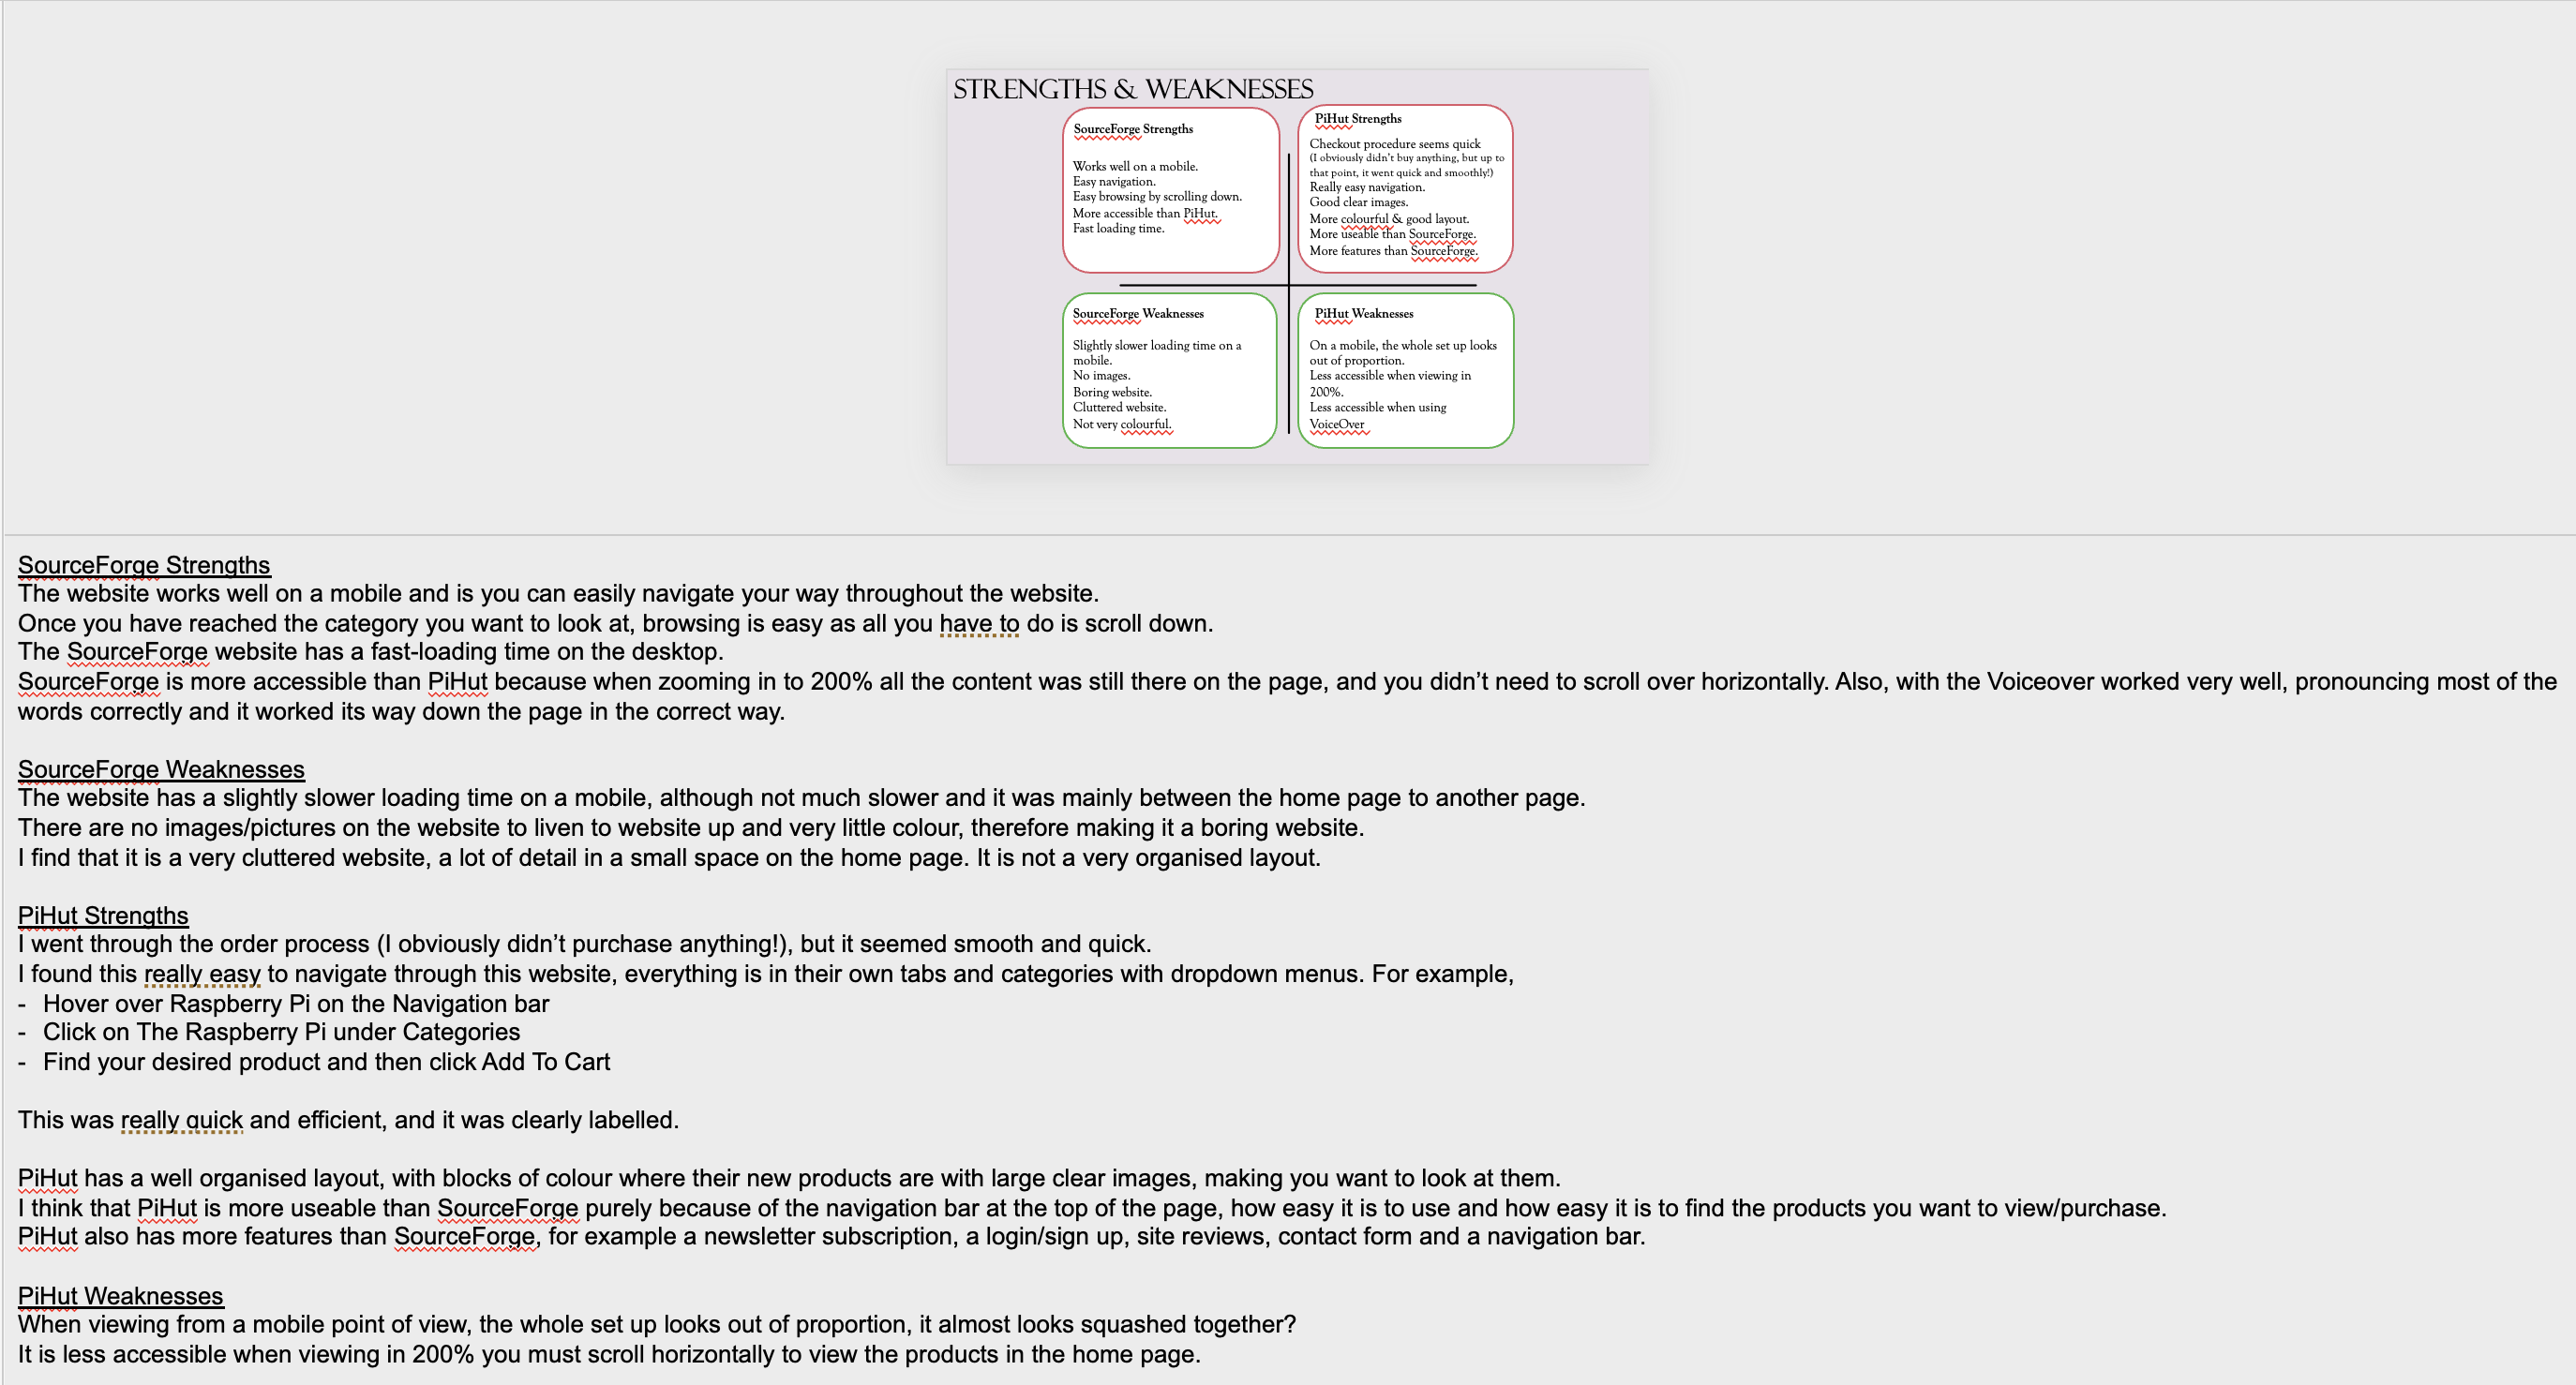 STRENGTHS & WEAKNESSES
SourceForge Strengths
Works well on a mobile.
Easy navigation.
Easy browsing by scrolling down.
More accessible than PiHut.
Fast loading time.
PiHut Strengths
Checkout procedure seems quick
(I obviously didn't buy anything, but up to
that point, it went quick and smoothly!)
Really easy navigation.
Good clear images.
More colourful & good layout.
More useable than SourceForge.
More features than SourceForge.
SourceForge Weaknesses
Slightly slower loading time on a
mobile.
No images.
Boring website.
Cluttered website.
Not very colourful.
PiHut Weaknesses
On a mobile, the whole set up looks
out of proportion.
Less accessible when viewing in
200%.
Less accessible when using
VoiceOver
SourceForge Strengths
The website works well on a mobile and is you can easily navigate your way throughout the website.
Once you have reached the category you want to look at, browsing is easy as all you have to do is scroll down.
The SourceForge website has a fast-loading time on the desktop.
SourceForge is more accessible than PiHut because when zooming in to 200% all the content was still there on the page, and you didn’t need to scroll over horizontally. Also, with the Voiceover worked very well, pronouncing most of the
words correctly and it worked its way down the page in the correct way.
SourceForge Weaknesses
The website has a slightly slower loading time on a mobile, although not much slower and it was mainly between the home page to another page.
There are no images/pictures on the website to liven to website up and very little colour, therefore making it a boring website.
I find that it is a very cluttered website, a lot of detail in a small space on the home page. It is not a very organised layout.
PiHut Strengths
I went through the order process (I obviously didn’t purchase anything!), but it seemed smooth and quick.
I found this really easy to navigate through this website, everything is in their own tabs and categories with dropdown menus. For example,
- Hover over Raspberry Pi on the Navigation bar
- Click on The Raspberry Pi under Categories
- Find your desired product and then click Add To Cart
This was really quick and efficient, and it was clearly labelled.
PiHut has a well organised layout, with blocks of colour where their new products are with large clear images, making you want to look at them.
I think that PiHut is more useable than SourceForge purely because of the navigation bar at the top of the page, how easy it is to use and how easy it is to find the products you want to view/purchase.
PiHut also has more features than SourceForge, for example a newsletter subscription, a login/sign up, site reviews, contact form and a navigation bar.
PiHut Weaknesses
When viewing from a mobile point of view, the whole set up looks out of proportion, it almost looks squashed together?
It is less accessible when viewing in 200% you must scroll horizontally to view the products in the home page.